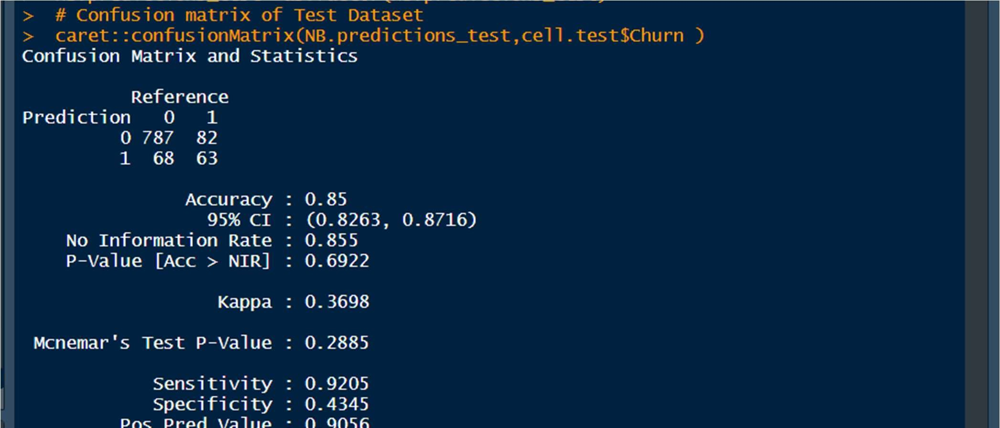 >  # Confusion matrix of Test Dataset
>  caret::confusionMatrix(NB.predictions_test,cell.test$Churn )
Confusion Matrix and Statistics
          Reference
Prediction   0   1
         0 787  82
         1  68  63
               Accuracy : 0.85
                 95% CI : (0.8263, 0.8716)
    No Information Rate : 0.855
    P-Value [Acc > NIR] : 0.6922
                  Kappa : 0.3698
 Mcnemar's Test P-Value : 0.2885
            Sensitivity : 0.9205
            Specificity : 0.4345
         Pos Pred Value : 0.9056